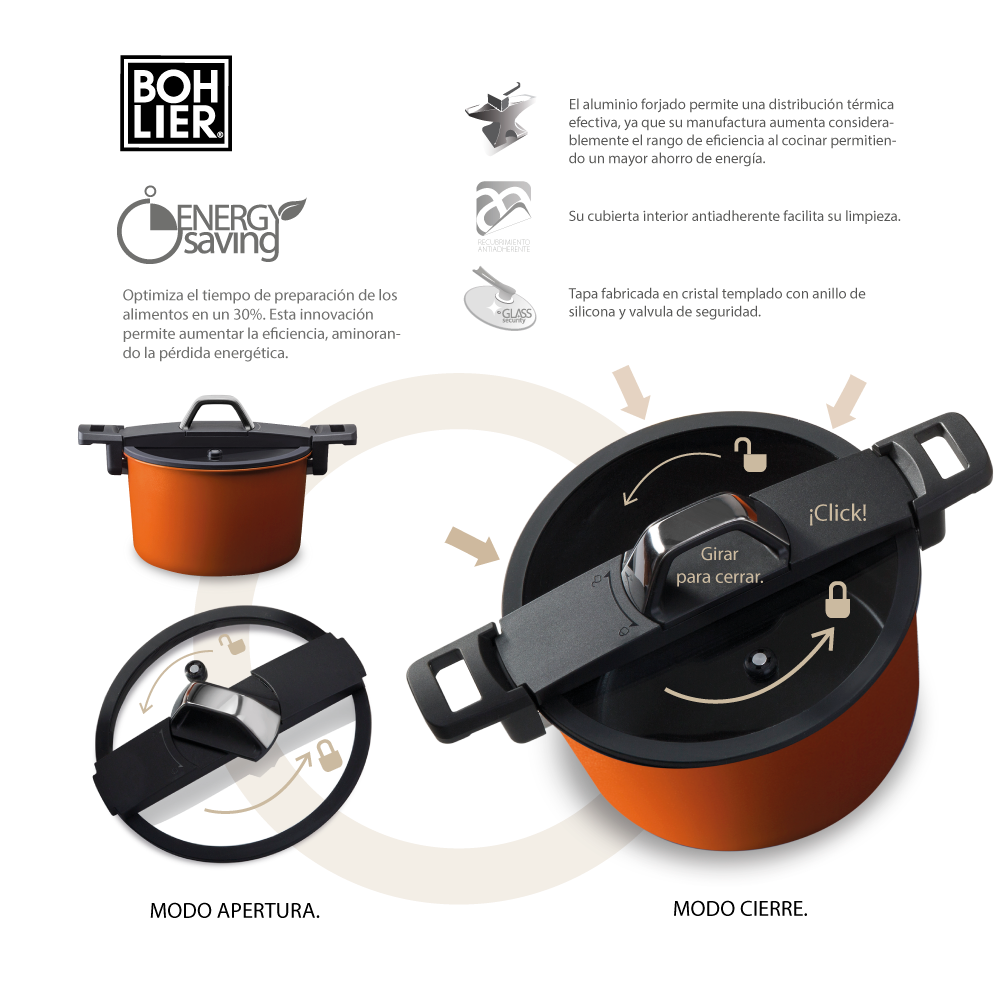 BOH
LIER®
ENERGY
saving
Optimiza el tiempo de preparación de los
alimentos en un 30%. Esta innovación
permite aumentar la eficiencia, aminoran-
do la pérdida energética.
El aluminio forjado permite una distribución térmica
efectiva, ya que su manufactura aumenta considera-
blemente el rango de eficiencia al cocinar permitien-
do un mayor ahorro de energía.
RECUBRIMIENTO
ANTIADHERENTE
Su cubierta interior antiadherente facilita su limpieza.
GLASS
security
Tapa fabricada en cristal templado con anillo de
silicona y valvula de seguridad.
¡Click!
Girar
para cerrar.
MODO APERTURA.
MODO CIERRE.